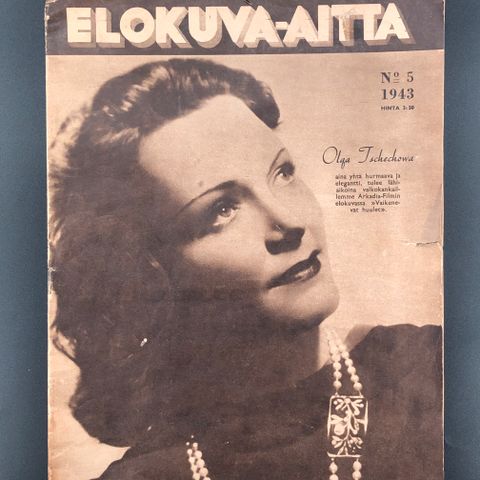 ELOKUVA-AITTA
Nº 5
1943
HINTA 3:50
Olga Tschechowa
aina yhtä hurmaava ja
elegantti, tulee lähi-
aikoina valkokankail-
lemme Arkadia-Filmin
elokuvassa »Vaikene-
vat huulet».